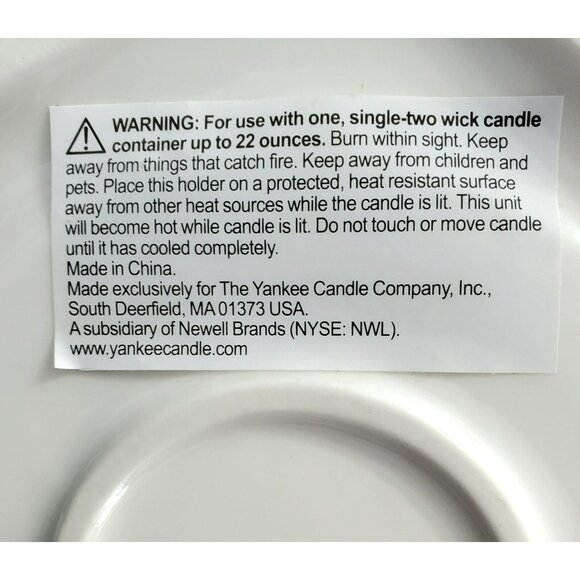 WARNING: For use with one, single-two wick candle
container up to 22 ounces. Burn within sight. Keep
away from things that catch fire. Keep away from children and
pets. Place this holder on a protected, heat resistant surface
away from other heat sources while the candle is lit. This unit
will become hot while candle is lit. Do not touch or move candle
until it has cooled completely.
Made in China.
Made exclusively for The Yankee Candle Company, Inc.,
South Deerfield, MA 01373 USA.
A subsidiary of Newell Brands (NYSE: NWL).
www.yankeecandle.com